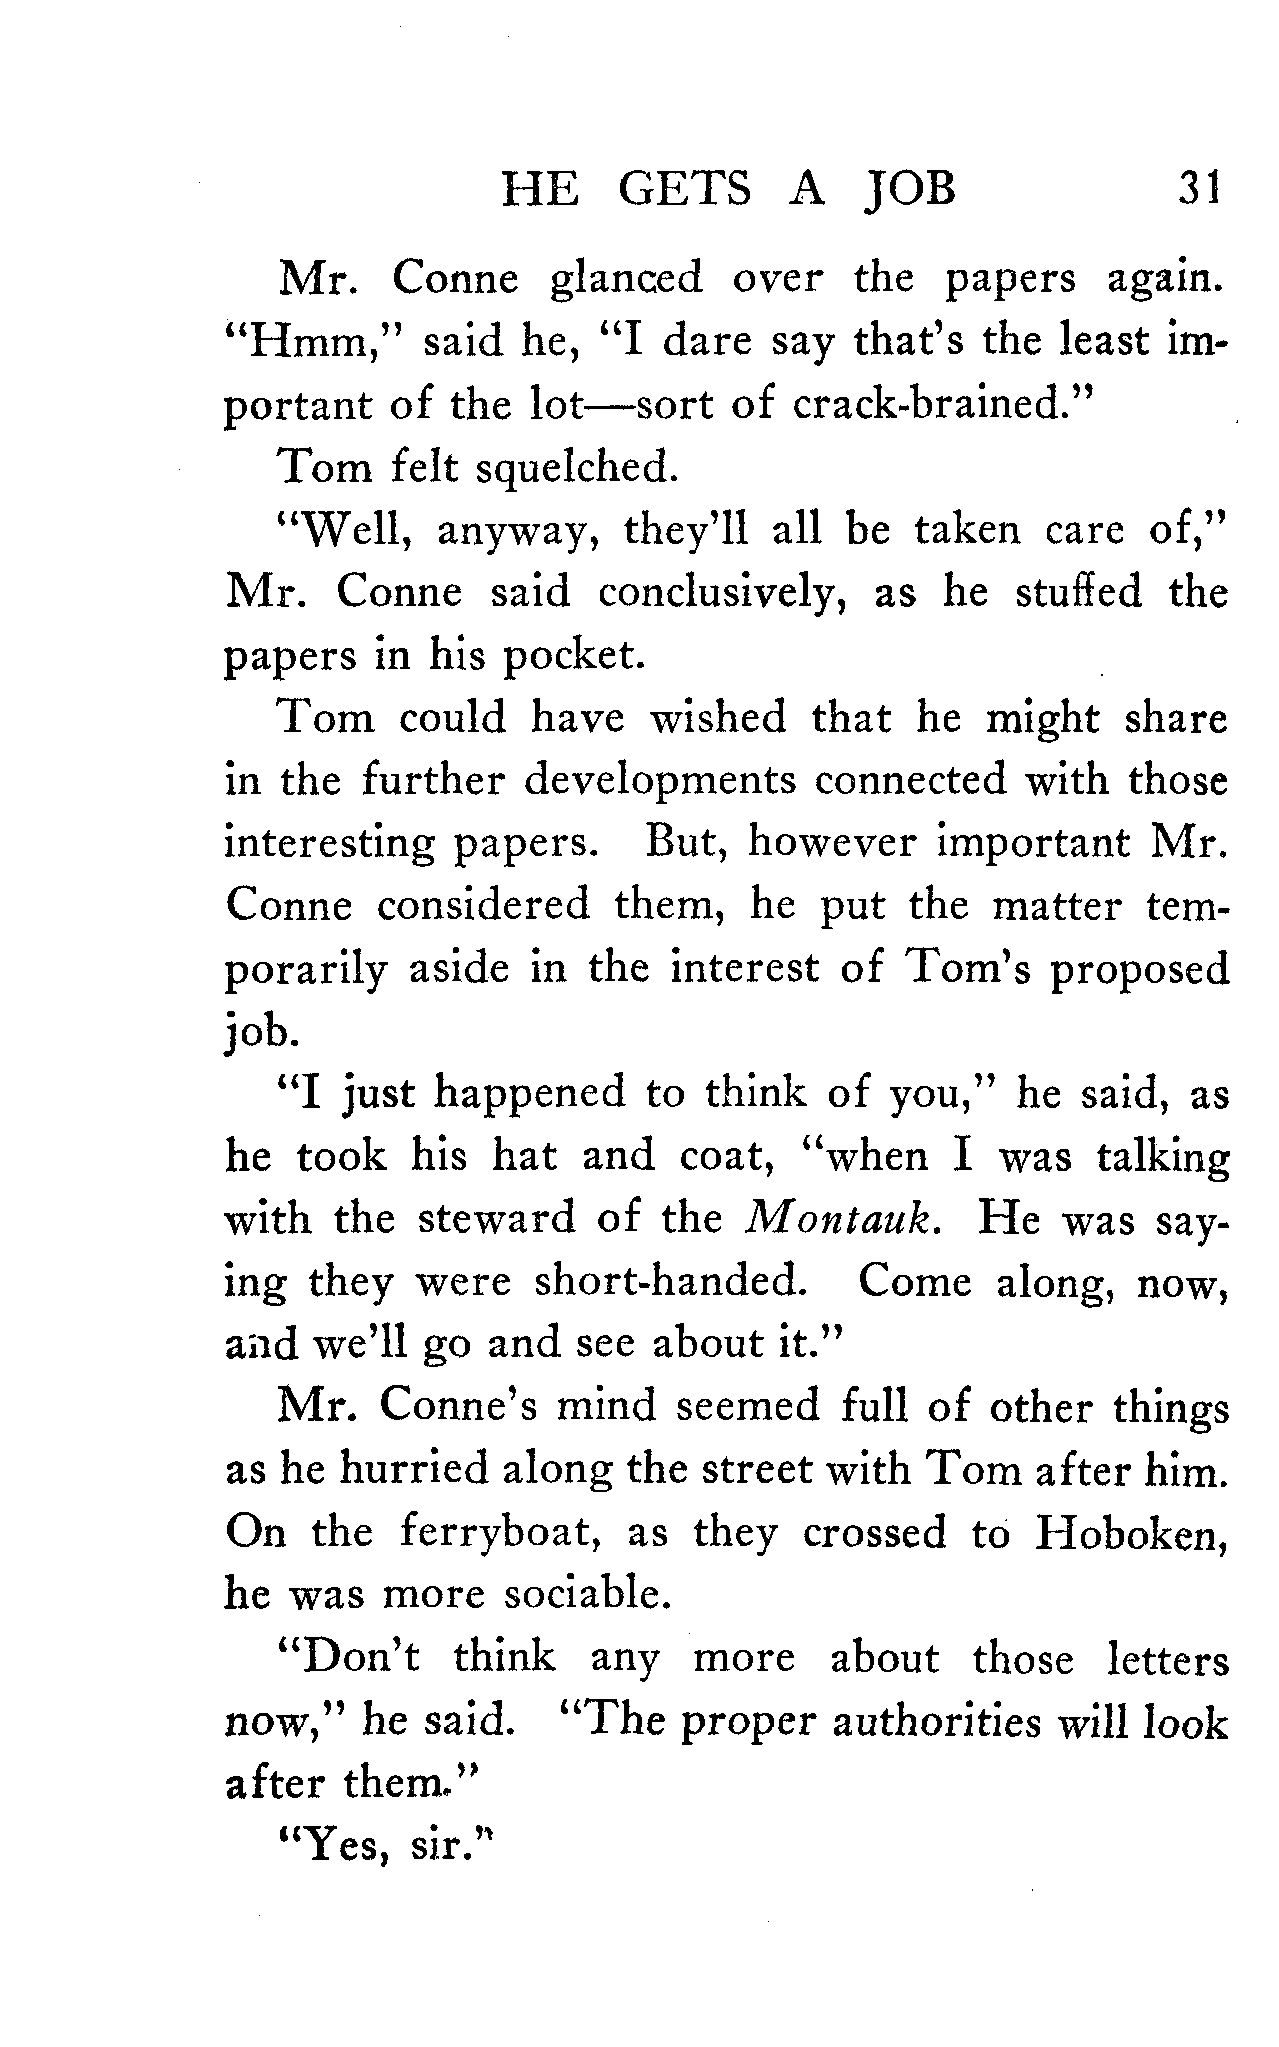 HE GETS A JOB 31
Mr. Conne glanced over the papers again.
“Hmm,” said he, “I dare say that’s the least im-
portant of the lot—sort of crack-brained.”
Tom felt squelched.
“Well, anyway, they’ll all be taken care of,”
Mr. Conne said conclusively, as he stuffed the
papers in his pocket.
Tom could have wished that he might share
in the further developments connected with those
interesting papers. But, however important Mr.
Conne considered them, he put the matter tem-
porarily aside in the interest of Tom’s proposed
job.
“I just happened to think of you,” he said, as
he took his hat and coat, “when I was talking
with the steward of the Montauk. He was say-
ing they were short-handed. Come along, now,
and we’ll go and see about it.”
Mr. Conne’s mind seemed full of other things
as he hurried along the street with Tom after him.
On the ferryboat, as they crossed to Hoboken,
he was more sociable.
“Don’t think any more about those letters
now,” he said. “The proper authorities will look
after them.”
“Yes, sir.”